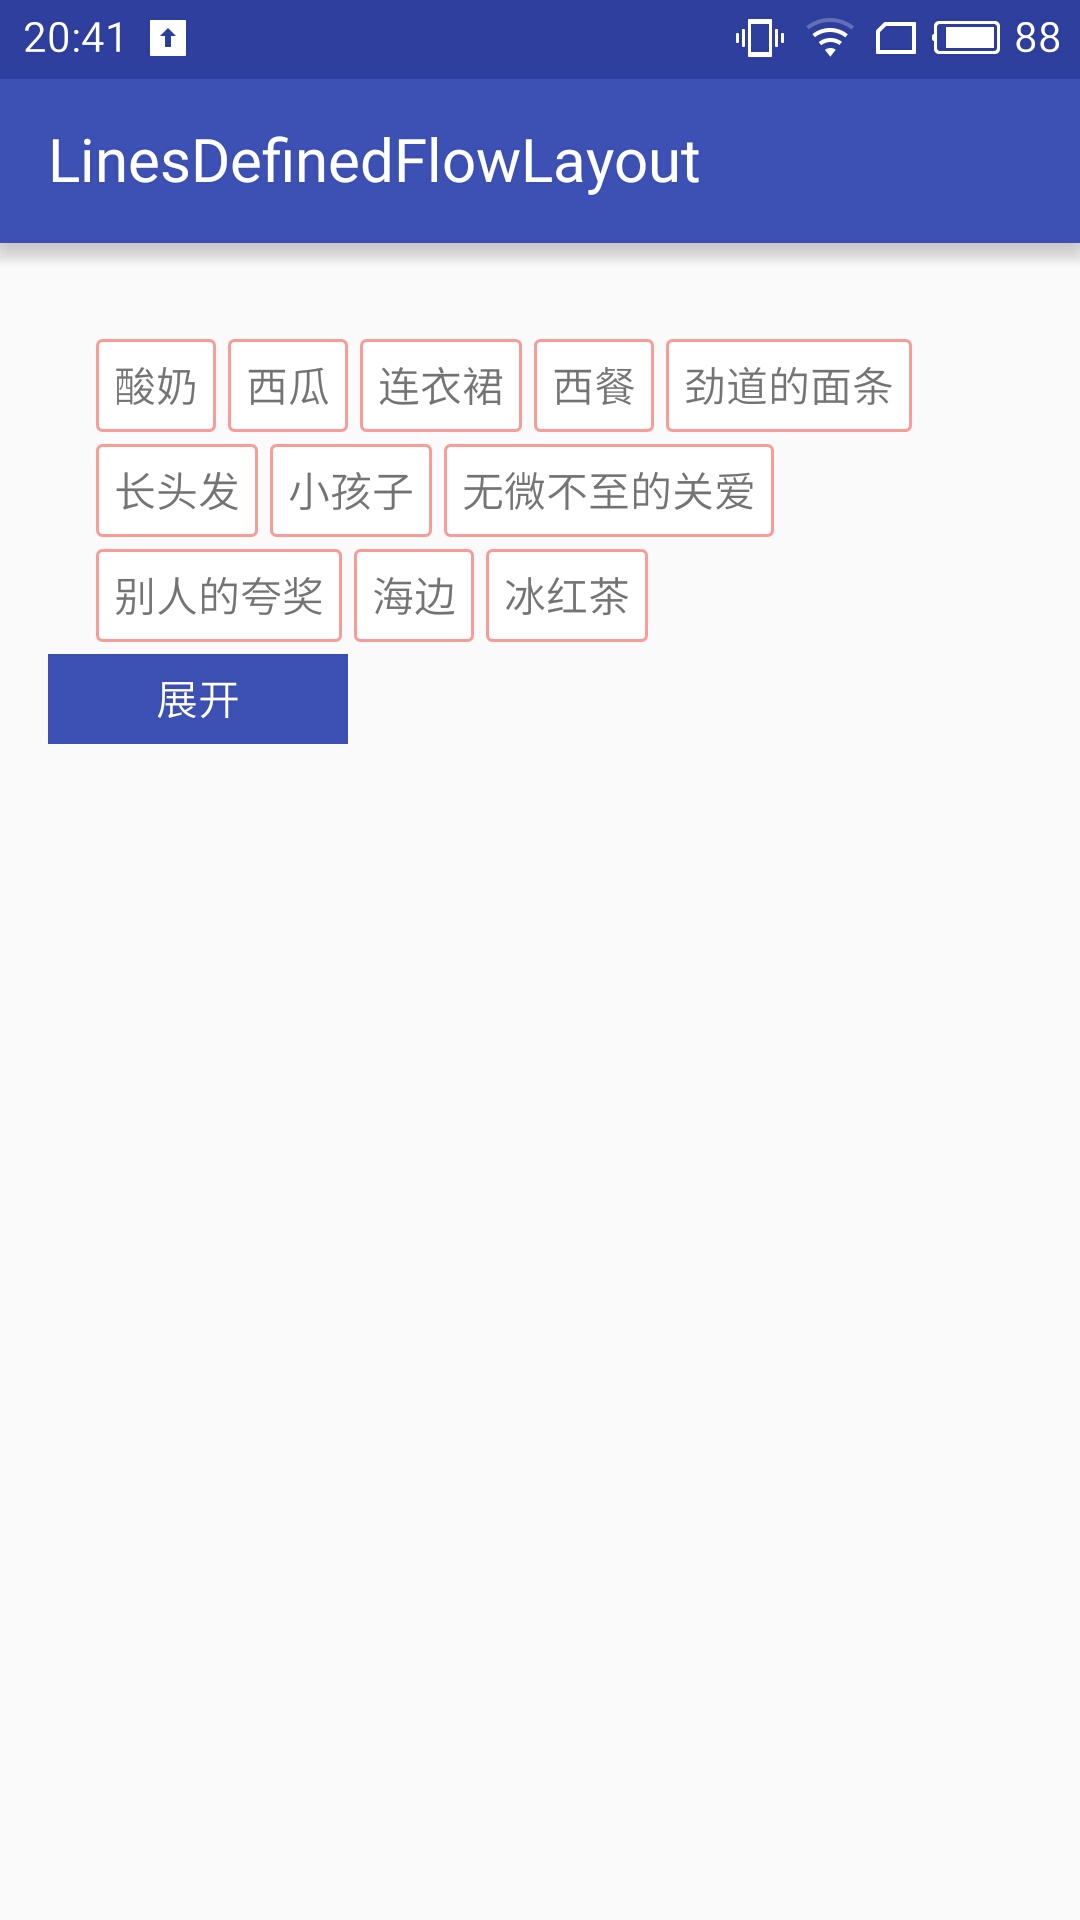 20:41 88
LinesDefinedFlowLayout
酸奶 西瓜 连衣裙 西餐 劲道的面条
长头发 小孩子 无微不至的关爱
别人的夸奖 海边 冰红茶
展开